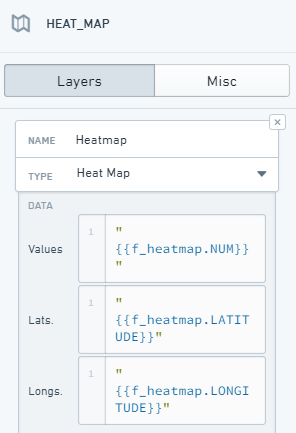 HEAT_MAP
Layers Misc
×
NAME Heatmap
TYPE Heat Map
DATA
Values 1 "
{{f_heatmap.NUM}}
"
Lats. 1 "
{{f_heatmap.LATIT
UDE}}"
Longs. 1 "
{{f_heatmap.LONGI
TUDE}}"